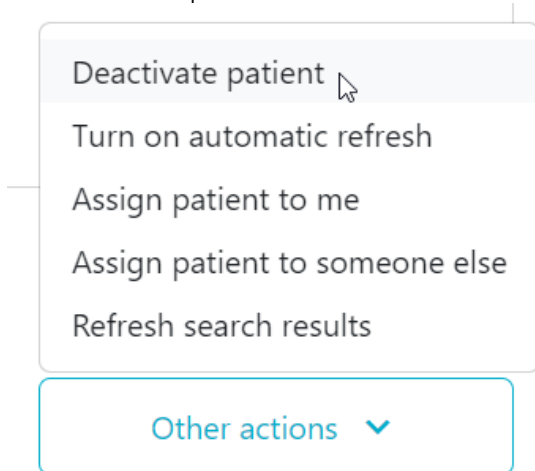 Deactivate patient
Turn on automatic refresh
Assign patient to me
Assign patient to someone else
Refresh search results
Other actions